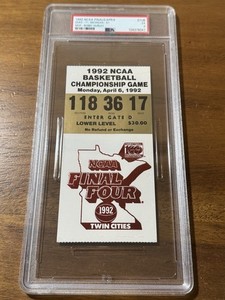 1992 NCAA
BASKETBALL
CHAMPIONSHIP GAME
Monday, April 6, 1992
118 36 17
ENTER GATE D
LOWER LEVEL $30.00
No Refund or Exchange
100
NCAA
FINAL
FOUR
1992
TWIN CITIES